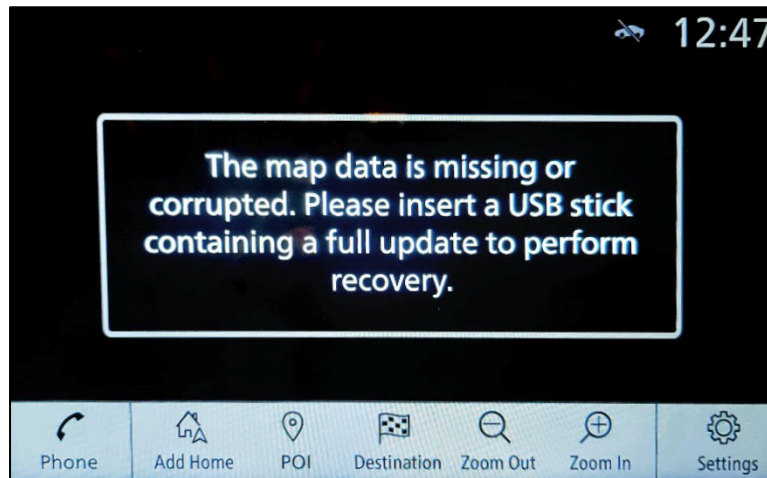 12:47
The map data is missing or
corrupted. Please insert a USB stick
containing a full update to perform
recovery.
Phone
Add Home
POI
Destination
Zoom Out
Zoom In
Settings